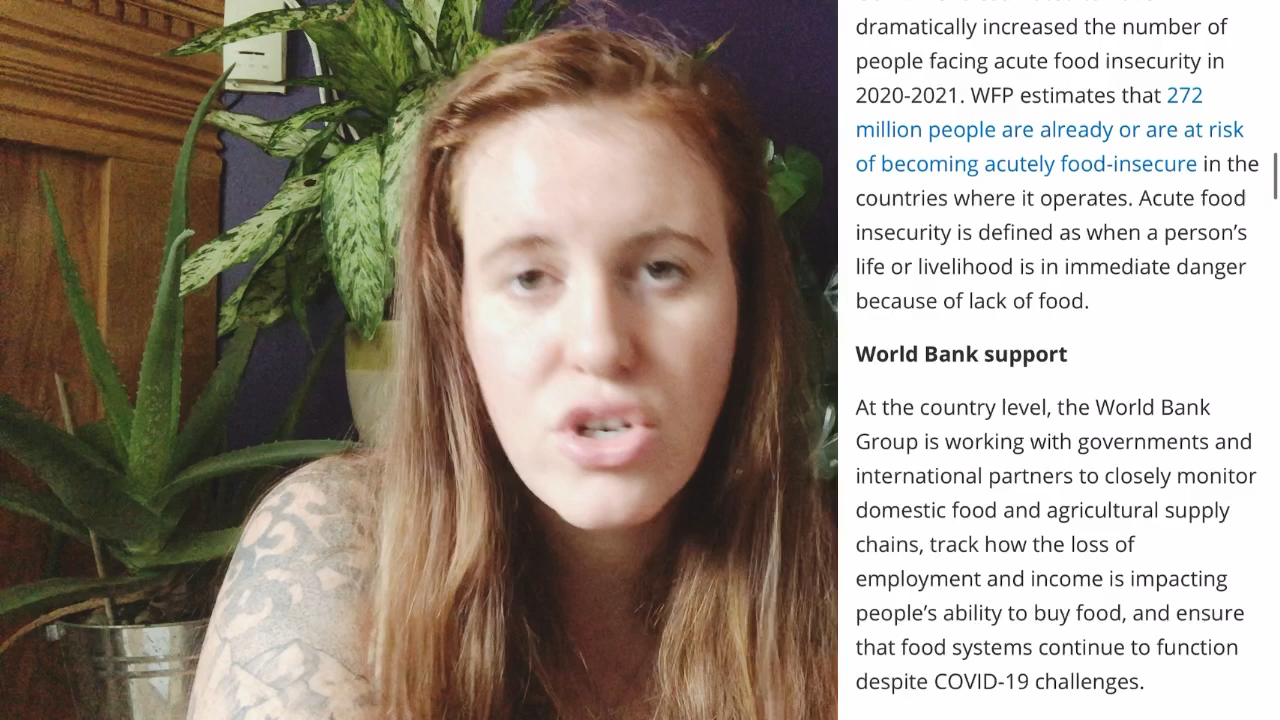 dramatically increased the number of
people facing acute food insecurity in
2020-2021. WFP estimates that 272
million people are already or are at risk
of becoming acutely food-insecure in the
countries where it operates. Acute food
insecurity is defined as when a person’s
life or livelihood is in immediate danger
because of lack of food.
World Bank support
At the country level, the World Bank
Group is working with governments and
international partners to closely monitor
domestic food and agricultural supply
chains, track how the loss of
employment and income is impacting
people’s ability to buy food, and ensure
that food systems continue to function
despite COVID-19 challenges.